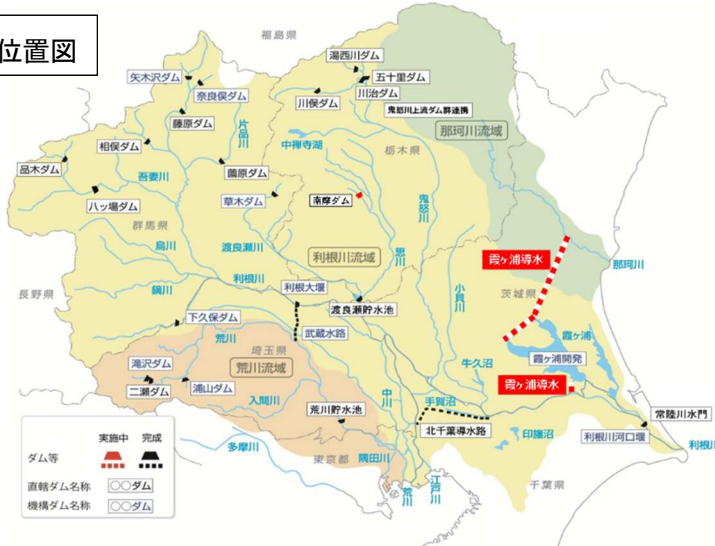 位置図
福島県
湯西川ダム
五十里ダム
川治ダム
川俣ダム
鬼怒川上流ダム群連携
那珂川流域
矢木沢ダム
奈良俣ダム
藤原ダム
片品川
中禅寺湖
栃木県
相俣ダム
品木ダム
吾妻川
薗原ダム
八ッ場ダム
草木ダム
南摩ダム
鬼怒川
群馬県
烏川
渡良瀬川
利根川流域
思川
霞ヶ浦導水
那珂川
鏑川
利根川
小貝川
茨城県
長野県
利根大堰
渡良瀬貯水池
下久保ダム
荒川
武蔵水路
霞ヶ浦
埼玉県
滝沢ダム
荒川流域
牛久沼
霞ヶ浦開発
二瀬ダム
浦山ダム
霞ヶ浦導水
入間川
中川
手賀沼
荒川貯水池
北千葉導水路
常陸川水門
印旛沼
利根川河口堰
多摩川
利根川
東京都
隅田川
荒川
江戸川
千葉県
実施中 完成
ダム等
直轄ダム名称 ○○ダム
機構ダム名称 ○○ダム